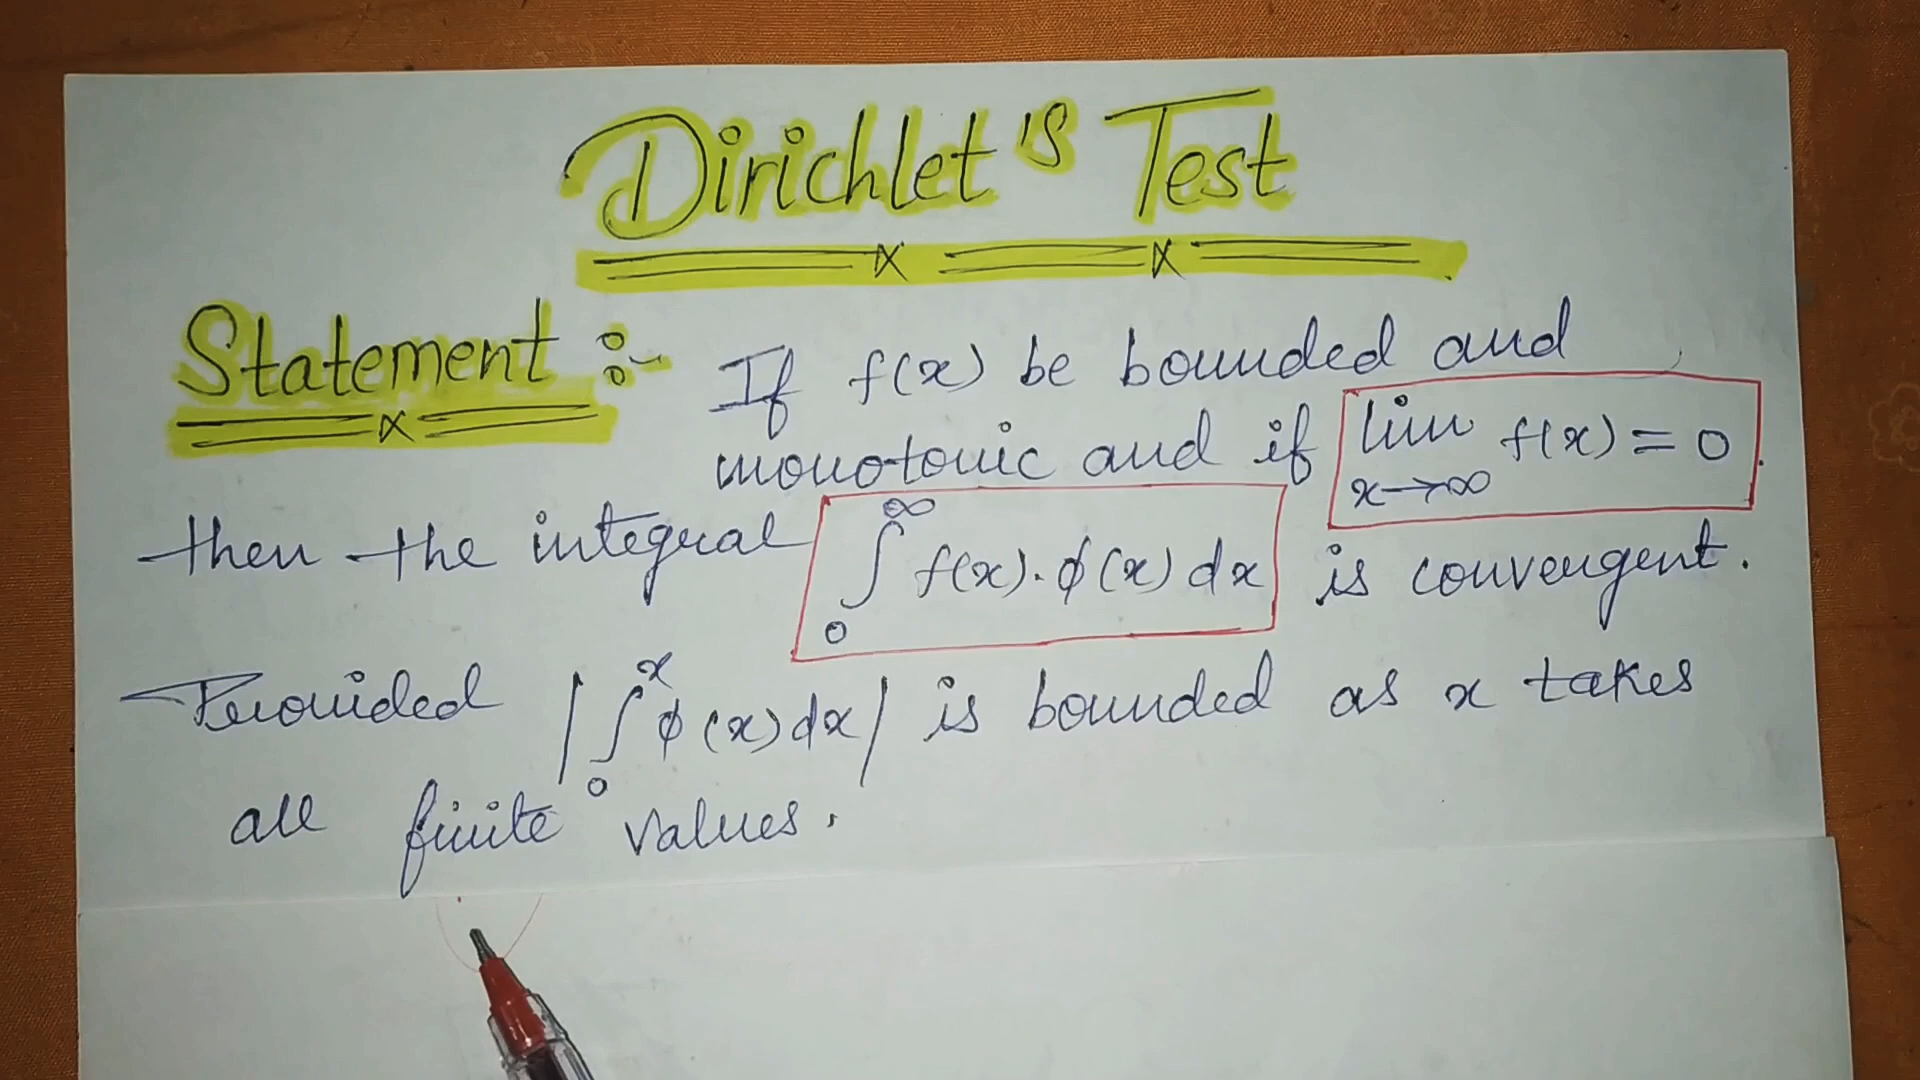 Dirichlet's Test
Statement :- If f(x) be bounded and
monotonic and if lim x→∞ f(x) = 0
then the integral ∫₀^∞ f(x).ϕ(x) dx is convergent.
Provided |∫₀^x ϕ(x) dx| is bounded as x takes
all finite values.